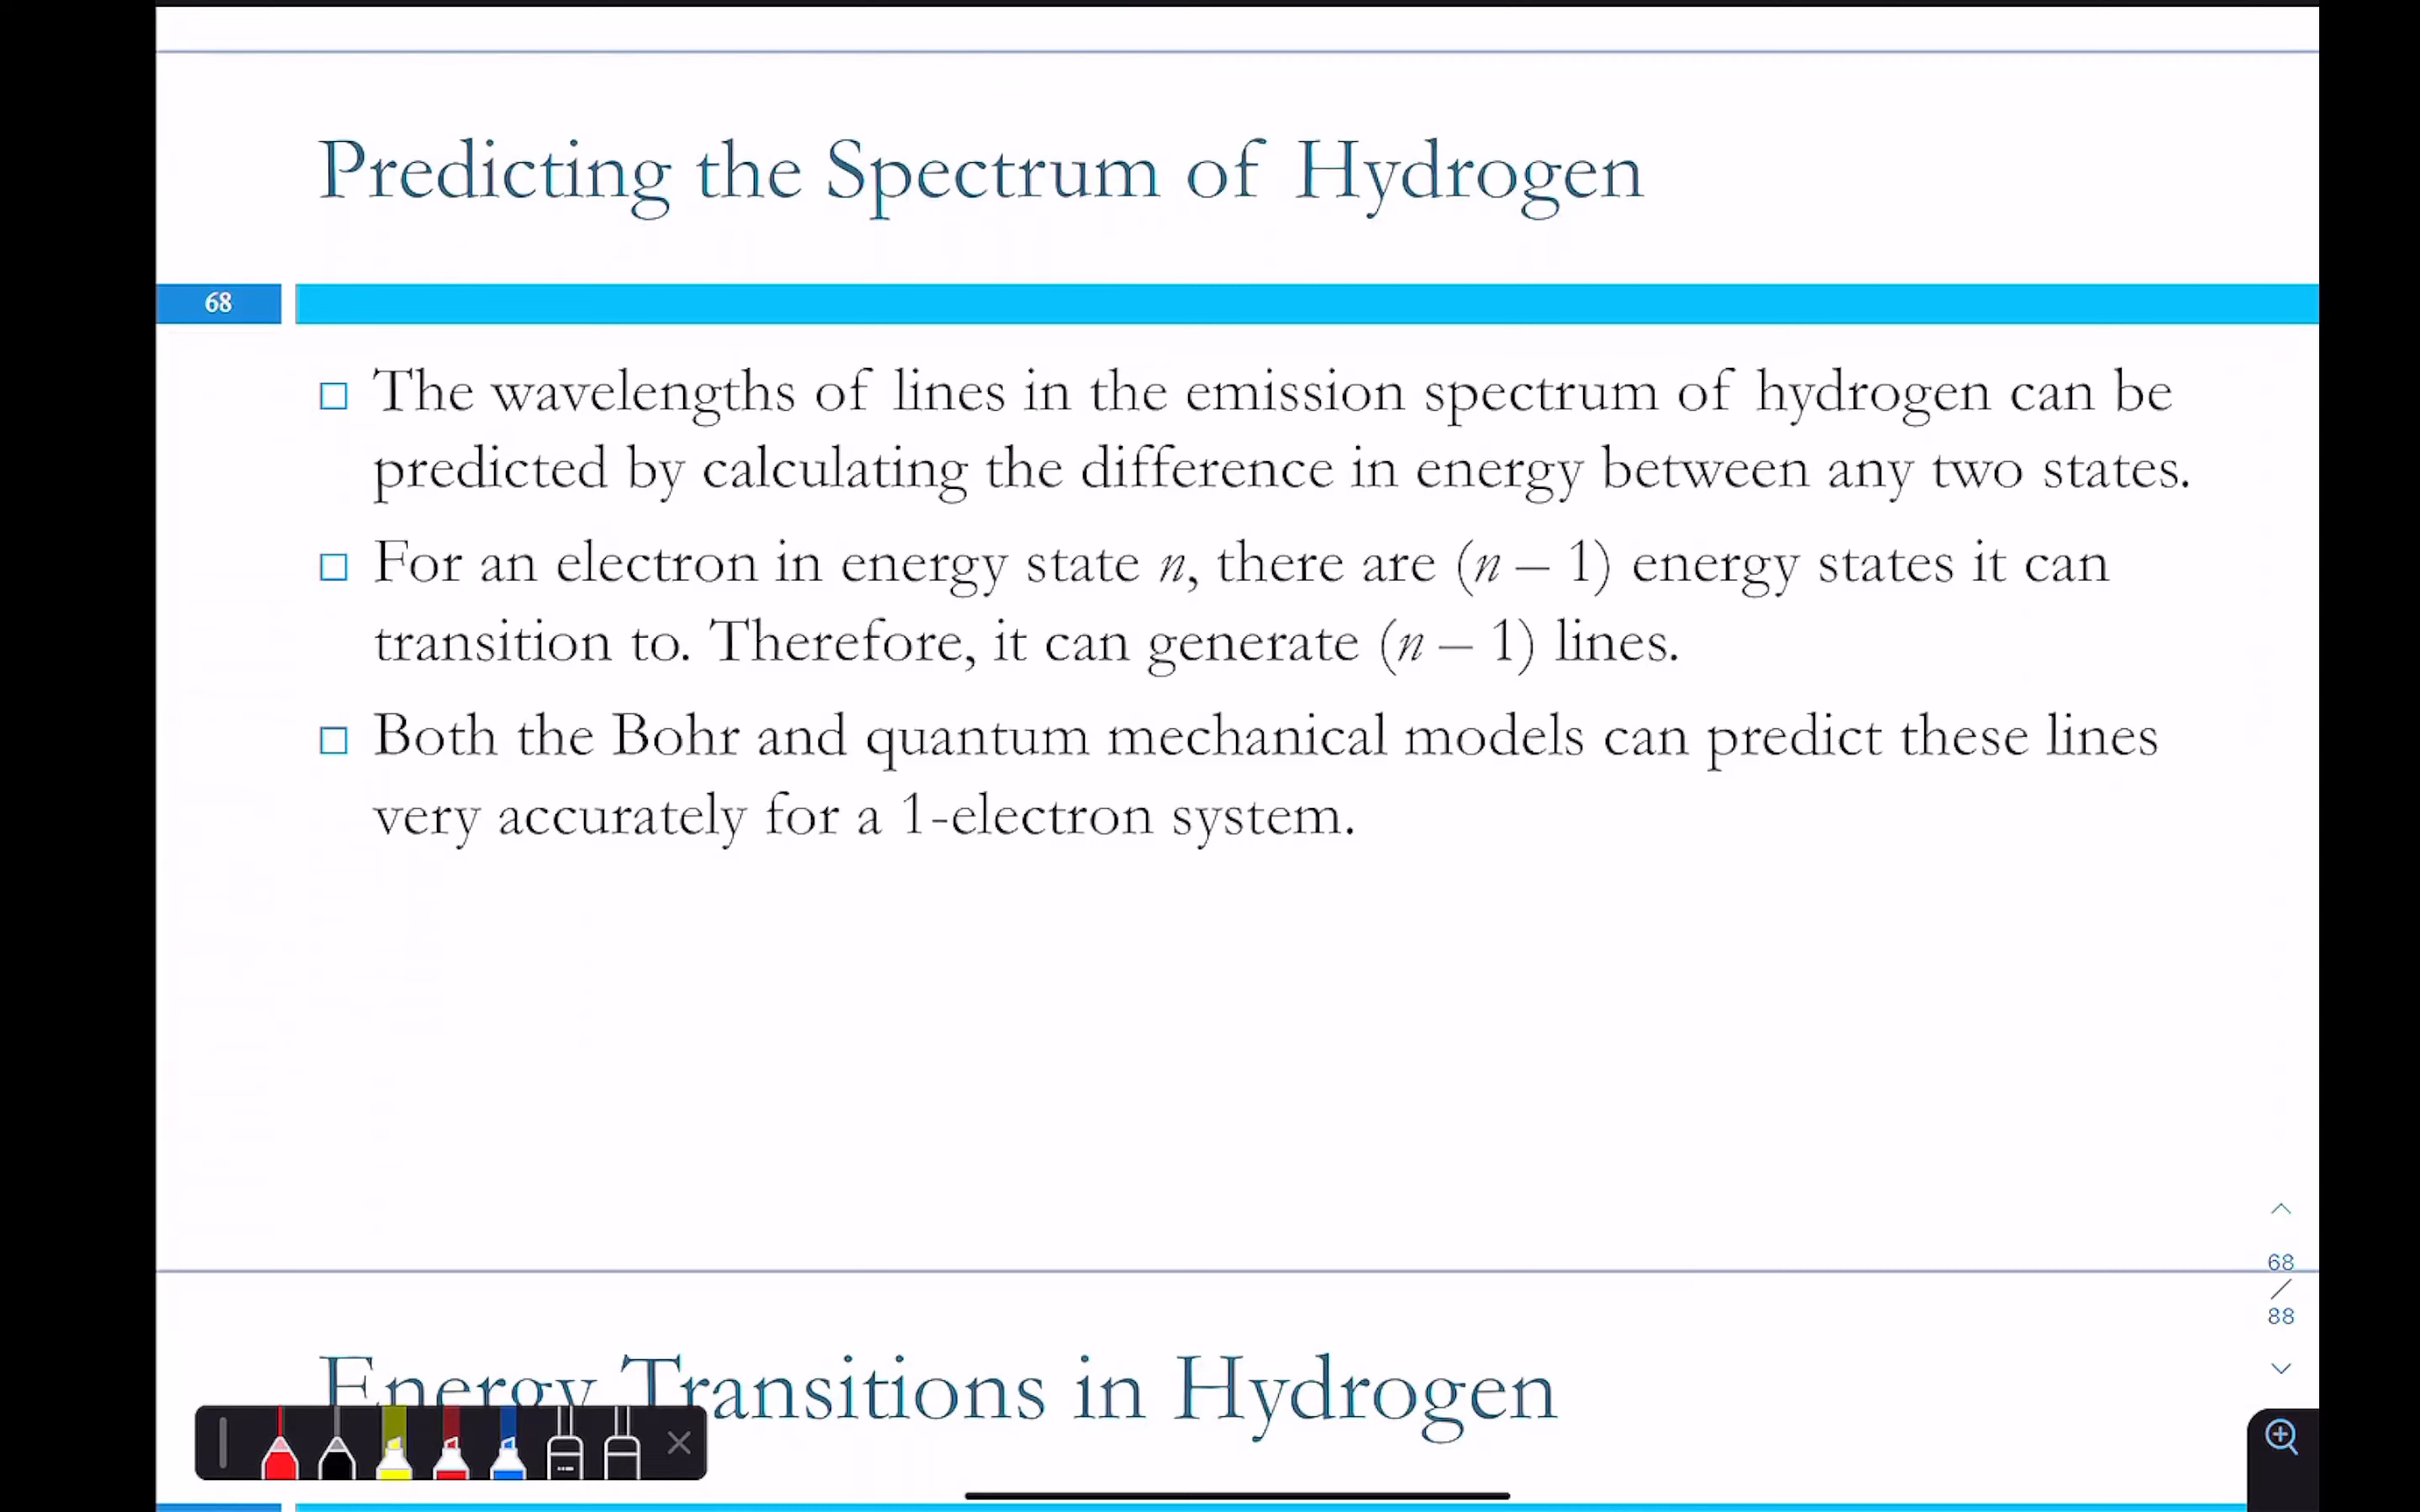 Predicting the Spectrum of Hydrogen
68
The wavelengths of lines in the emission spectrum of hydrogen can be
predicted by calculating the difference in energy between any two states.
For an electron in energy state n, there are (n – 1) energy states it can
transition to. Therefore, it can generate (n – 1) lines.
Both the Bohr and quantum mechanical models can predict these lines
very accurately for a 1-electron system.
68
/
88
Energy Transitions in Hydrogen